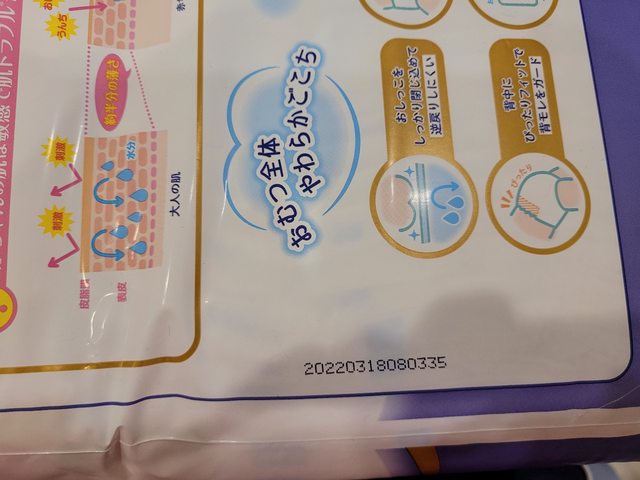 おむつ全体
やわらかごこち
おしっこを
しっかり閉じ込めて
逆戻りしにくい
背中に
ぴったりフィットで
背モレをガード
ぴったり
うんち
約半分の薄さ
刺激
刺激
水分
大人の肌
皮脂膜
表皮
20220318080335